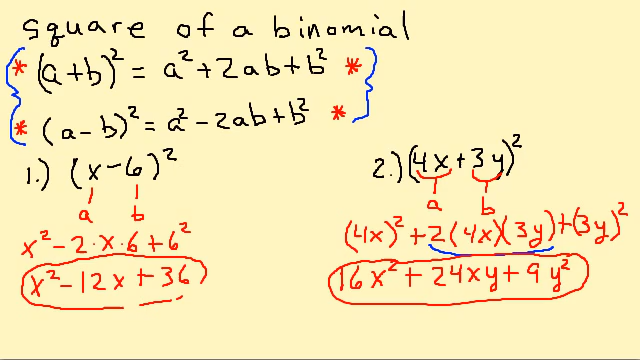 square of a binomial
* (a+b)² = a² + 2ab + b² *
* (a - b)² = a² - 2ab + b² *
1.) (x - 6)²
a b
x² - 2·x·6 + 6²
x² - 12x + 36
2.) (4x + 3y)²
a b
(4x)² + 2(4x)(3y) + (3y)²
16x² + 24xy + 9y²